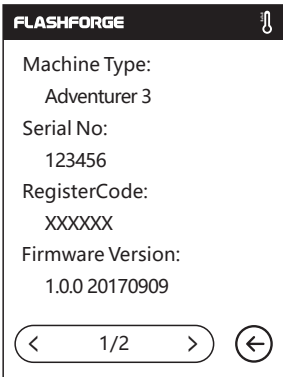 FLASHFORGE
Machine Type:
Adventurer 3
Serial No:
123456
RegisterCode:
XXXXXX
Firmware Version:
1.0.0 20170909
1/2